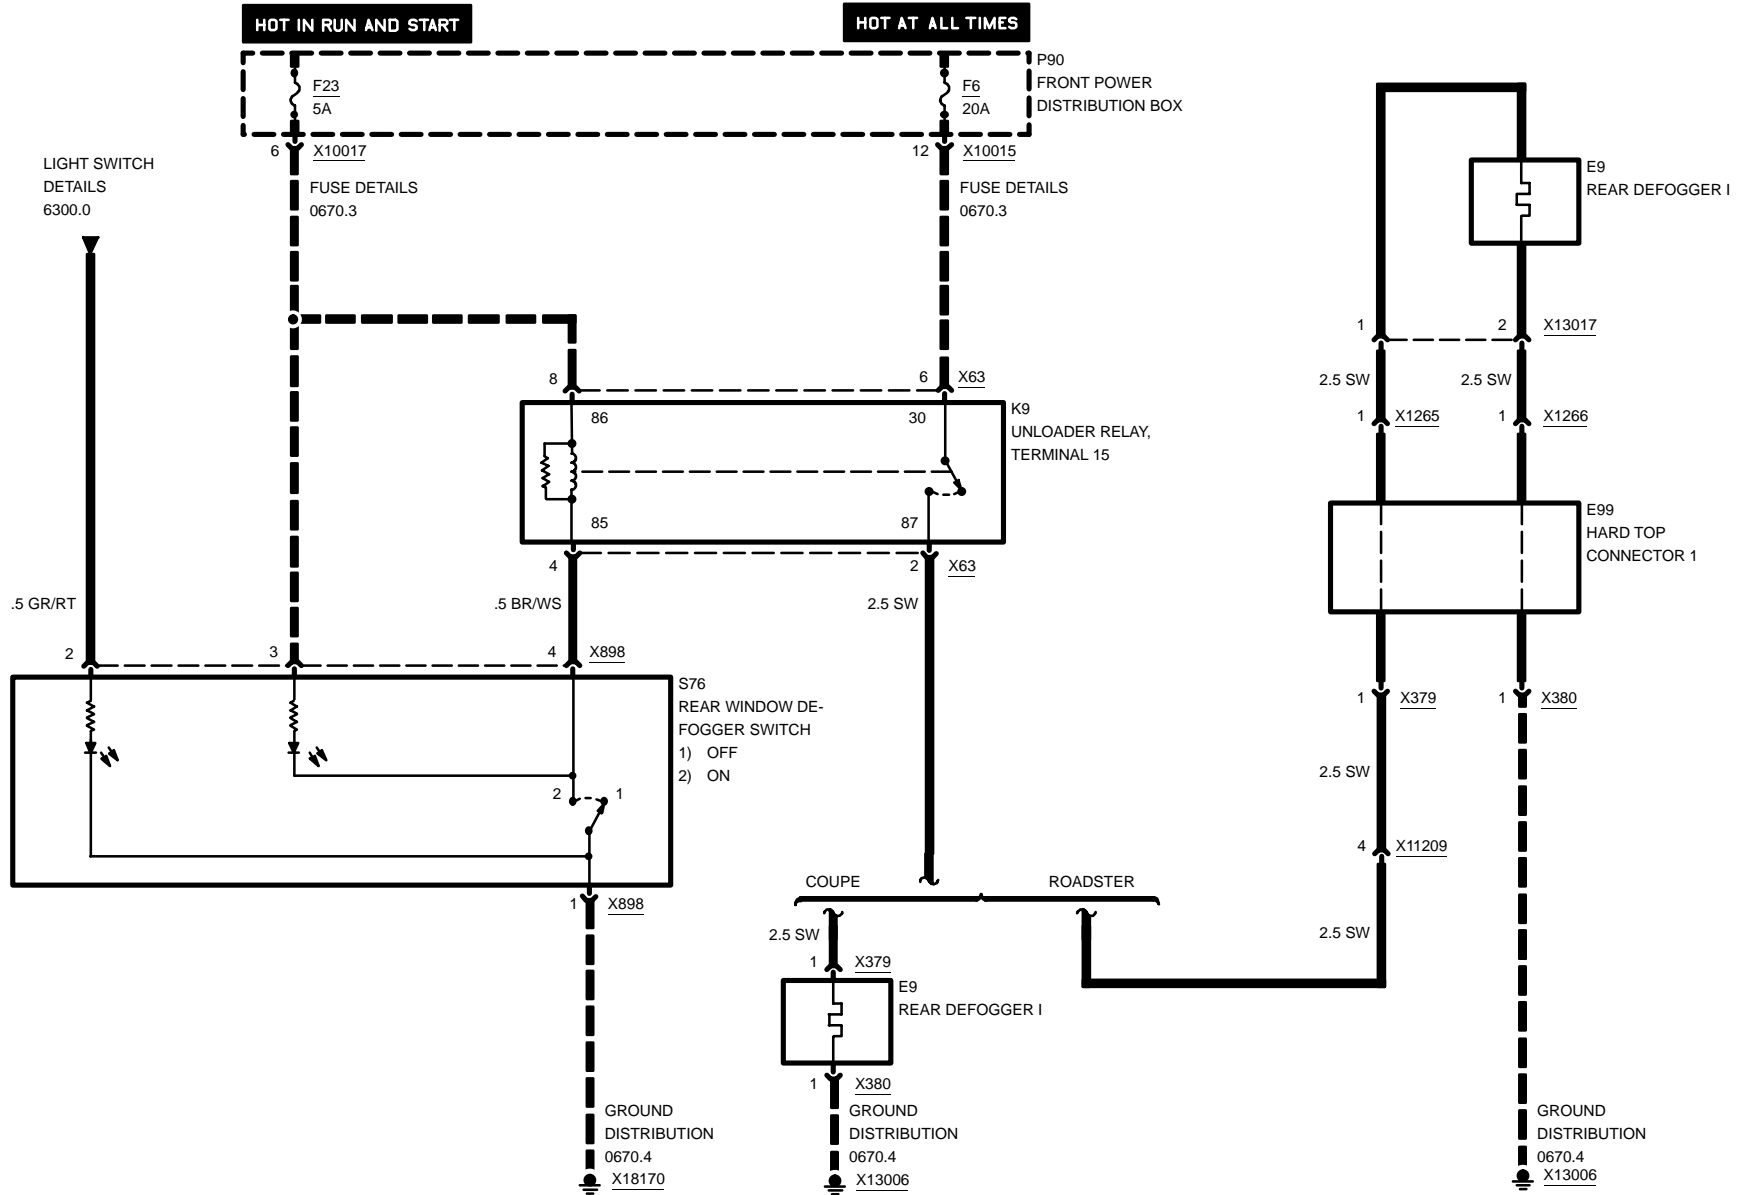 HOT IN RUN AND START
HOT AT ALL TIMES
P90
FRONT POWER
DISTRIBUTION BOX
F23
5A
F6
20A
6
X10017
12
X10015
LIGHT SWITCH
DETAILS
6300.0
FUSE DETAILS
0670.3
FUSE DETAILS
0670.3
E9
REAR DEFOGGER I
1
2
X13017
2.5 SW
2.5 SW
1
X1265
1
X1266
8
6
X63
86
30
K9
UNLOADER RELAY,
TERMINAL 15
85
87
4
2
X63
E99
HARD TOP
CONNECTOR 1
.5 GR/RT
.5 BR/WS
2.5 SW
2
3
4
X898
S76
REAR WINDOW DE-
FOGGER SWITCH
1) OFF
2) ON
2
1
1
X379
1
X380
2.5 SW
4
X11209
2.5 SW
COUPE
ROADSTER
1
X898
2.5 SW
1
X379
E9
REAR DEFOGGER I
1
X380
GROUND
DISTRIBUTION
0670.4
X18170
GROUND
DISTRIBUTION
0670.4
X13006
GROUND
DISTRIBUTION
0670.4
X13006